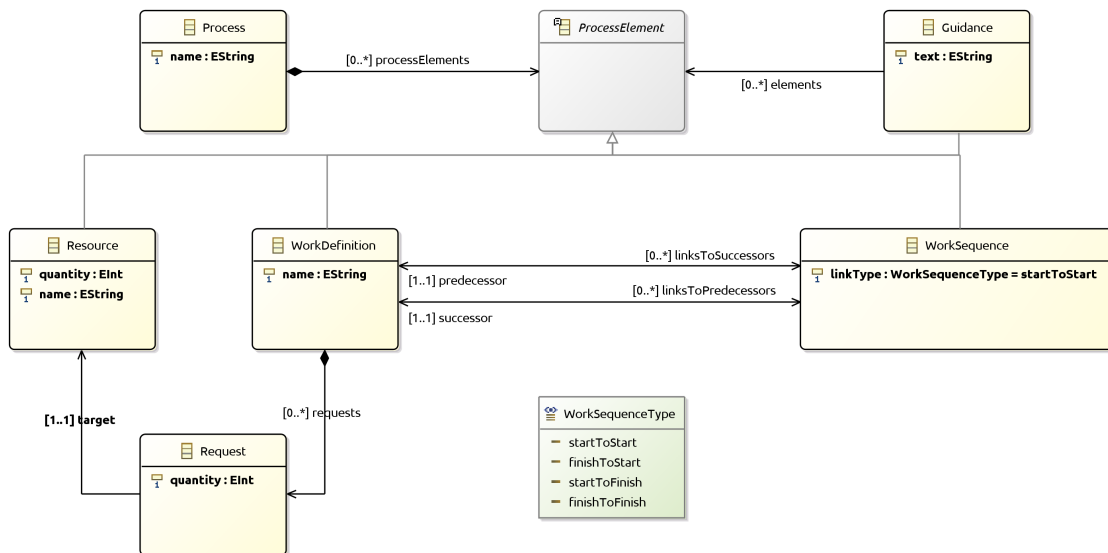 Process
name : EString
[0..*] processElements
ProcessElement
[0..*] elements
Guidance
text : EString
Resource
quantity : EInt
name : EString
WorkDefinition
name : EString
[0..*] linksToSuccessors
[1..1] predecessor
[0..*] linksToPredecessors
[1..1] successor
WorkSequence
linkType : WorkSequenceType = startToStart
[1..1] target
[0..*] requests
Request
quantity : EInt
WorkSequenceType
startToStart
finishToStart
startToFinish
finishToFinish